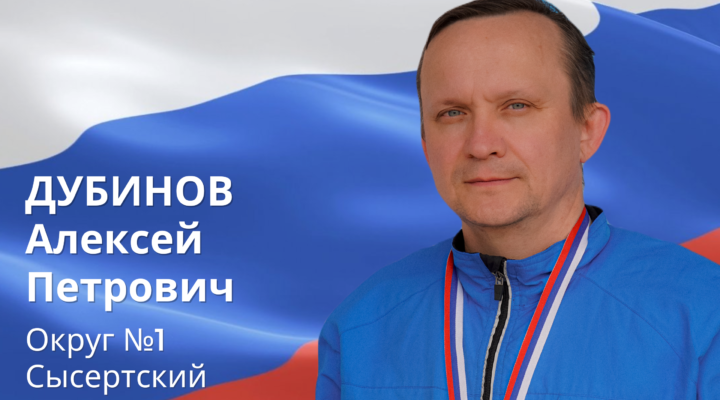 ДУБИНОВ
Алексей
Петрович
Округ №1
Сысертский